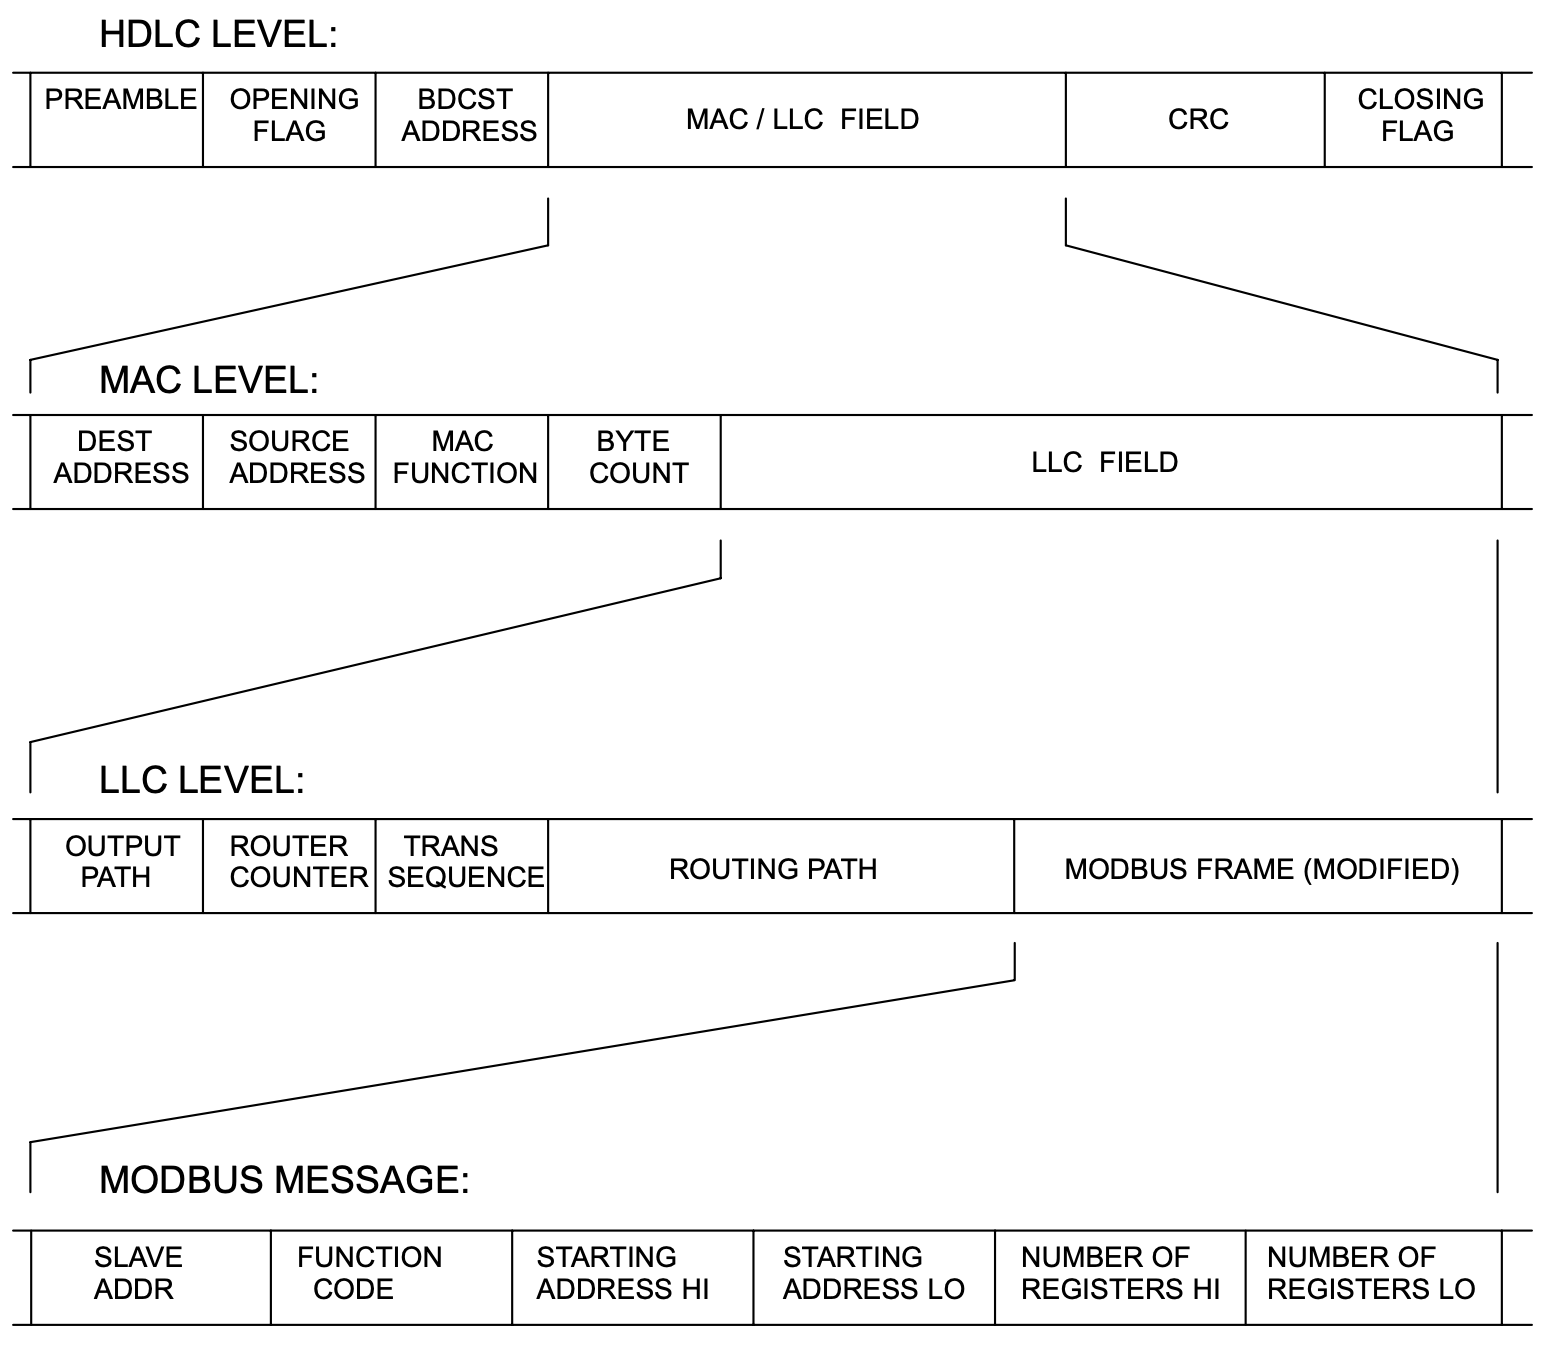 HDLC LEVEL:
PREAMBLE
OPENING
FLAG
BDCST
ADDRESS
MAC / LLC FIELD
CRC
CLOSING
FLAG
MAC LEVEL:
DEST
ADDRESS
SOURCE
ADDRESS
MAC
FUNCTION
BYTE
COUNT
LLC FIELD
LLC LEVEL:
OUTPUT
PATH
ROUTER
COUNTER
TRANS
SEQUENCE
ROUTING PATH
MODBUS FRAME (MODIFIED)
MODBUS MESSAGE:
SLAVE
ADDR
FUNCTION
CODE
STARTING
ADDRESS HI
STARTING
ADDRESS LO
NUMBER OF
REGISTERS HI
NUMBER OF
REGISTERS LO